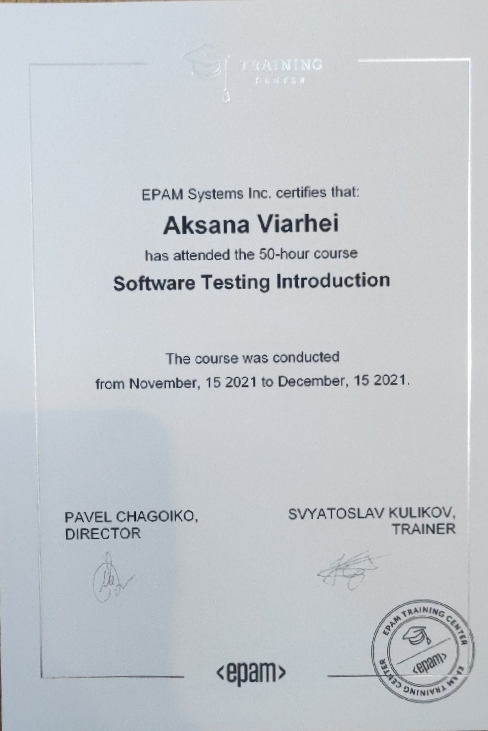 TRAINING
CENTER
EPAM Systems Inc. certifies that:
Aksana Viarhei
has attended the 50-hour course
Software Testing Introduction
The course was conducted
from November, 15 2021 to December, 15 2021.
PAVEL CHAGOIKO,
DIRECTOR
SVYATOSLAV KULIKOV,
TRAINER
<epam>
EPAM TRAINING CENTER
<epam>
EPAM TRAINING CENTER